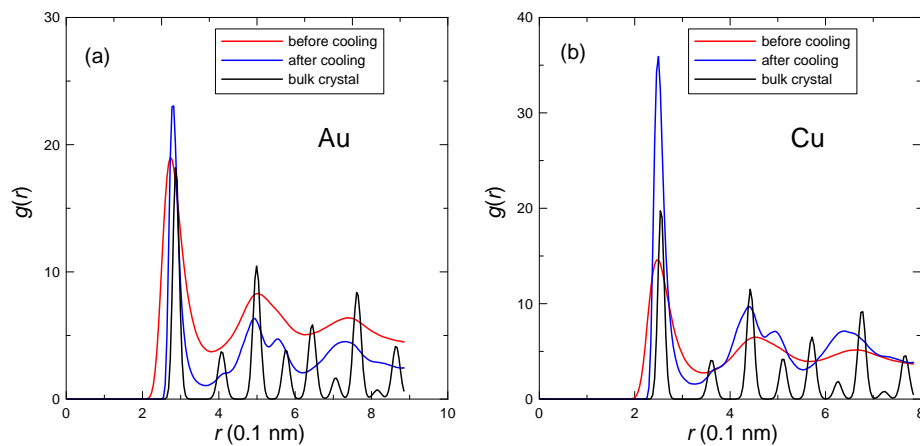 (a)
before cooling
after cooling
bulk crystal
Au
g(r)
30
20
10
0
0 2 4 6 8 10
r (0.1 nm)
(b)
before cooling
after cooling
bulk crystal
Cu
g(r)
40
30
20
10
0
0 2 4 6 8
r (0.1 nm)